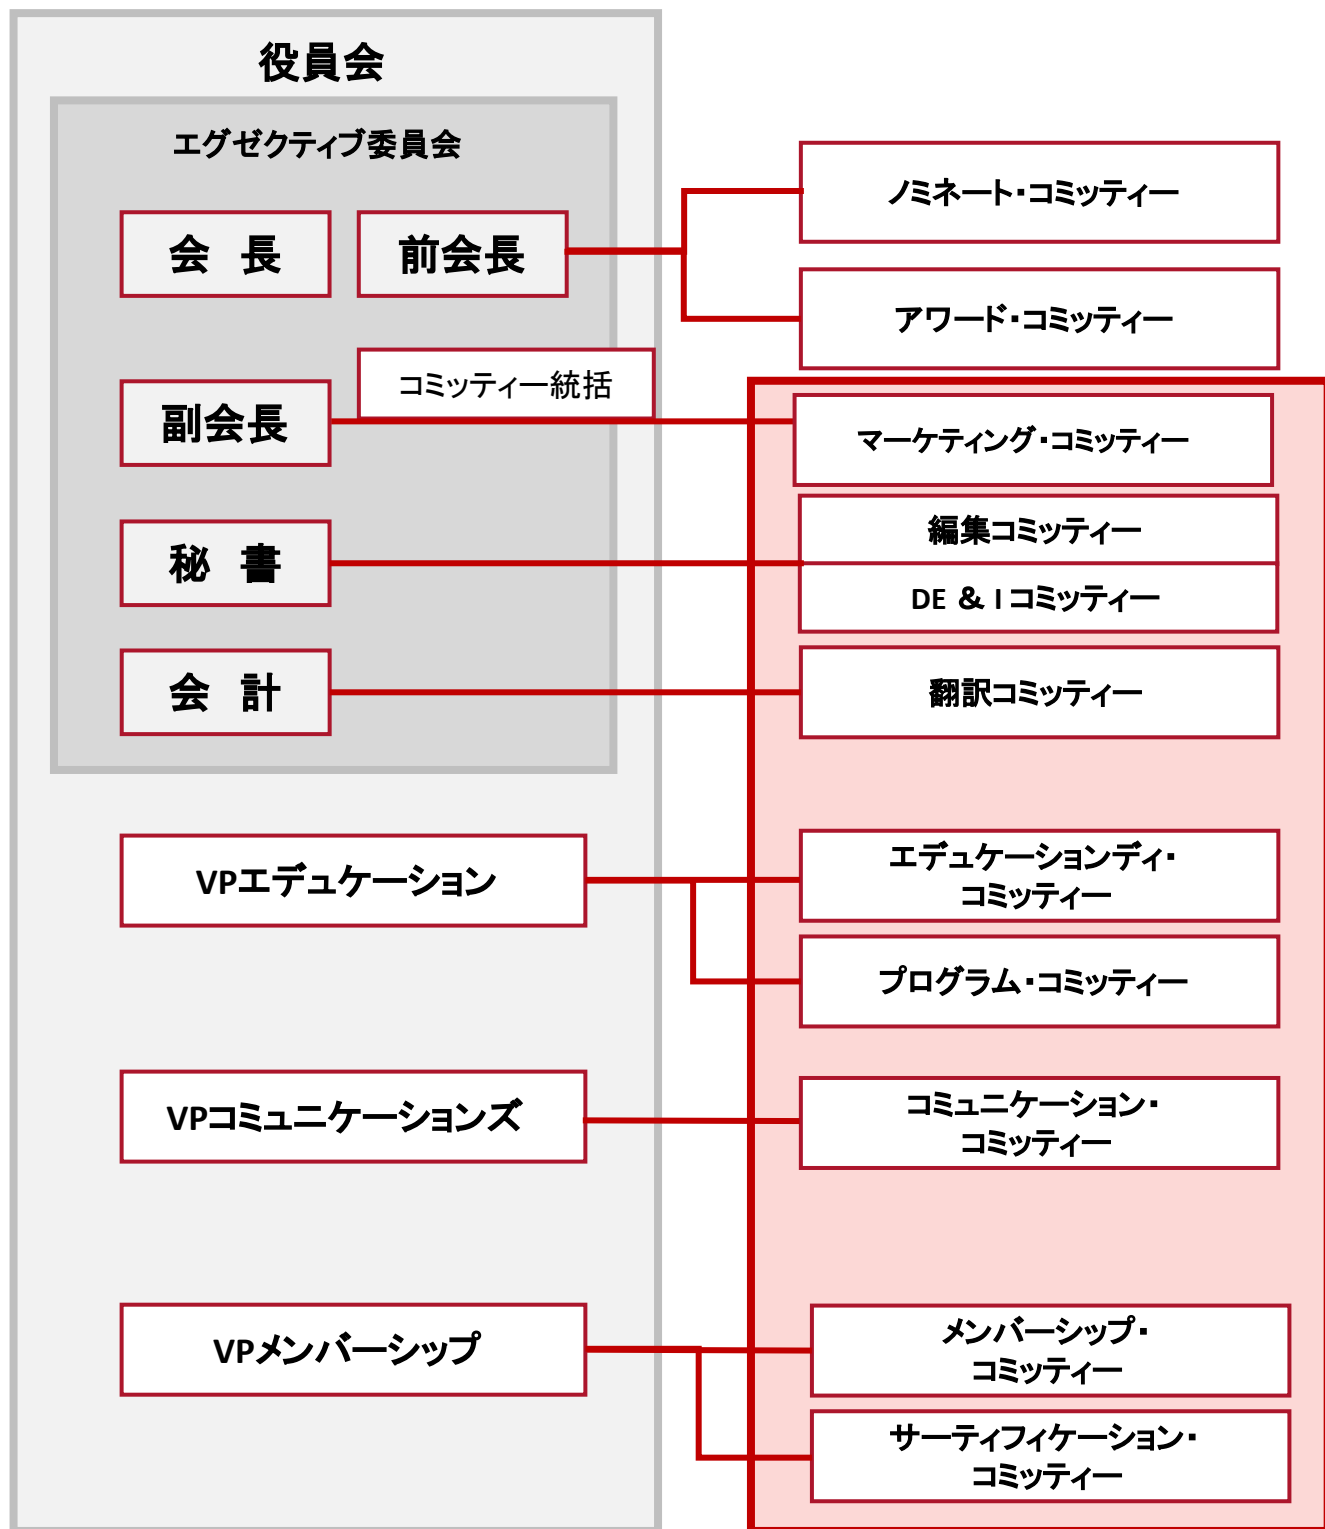 役員会
エグゼクティブ委員会
会　長
前会長
ノミネート・コミッティー
アワード・コミッティー
コミッティー統括
副会長
マーケティング・コミッティー
秘　書
編集コミッティー
DE ＆ I コミッティー
会　計
翻訳コミッティー
VPエデュケーション
エデュケーションディ・
コミッティー
プログラム・コミッティー
VPコミュニケーションズ
コミュニケーション・
コミッティー
VPメンバーシップ
メンバーシップ・
コミッティー
サーティフィケーション・
コミッティー